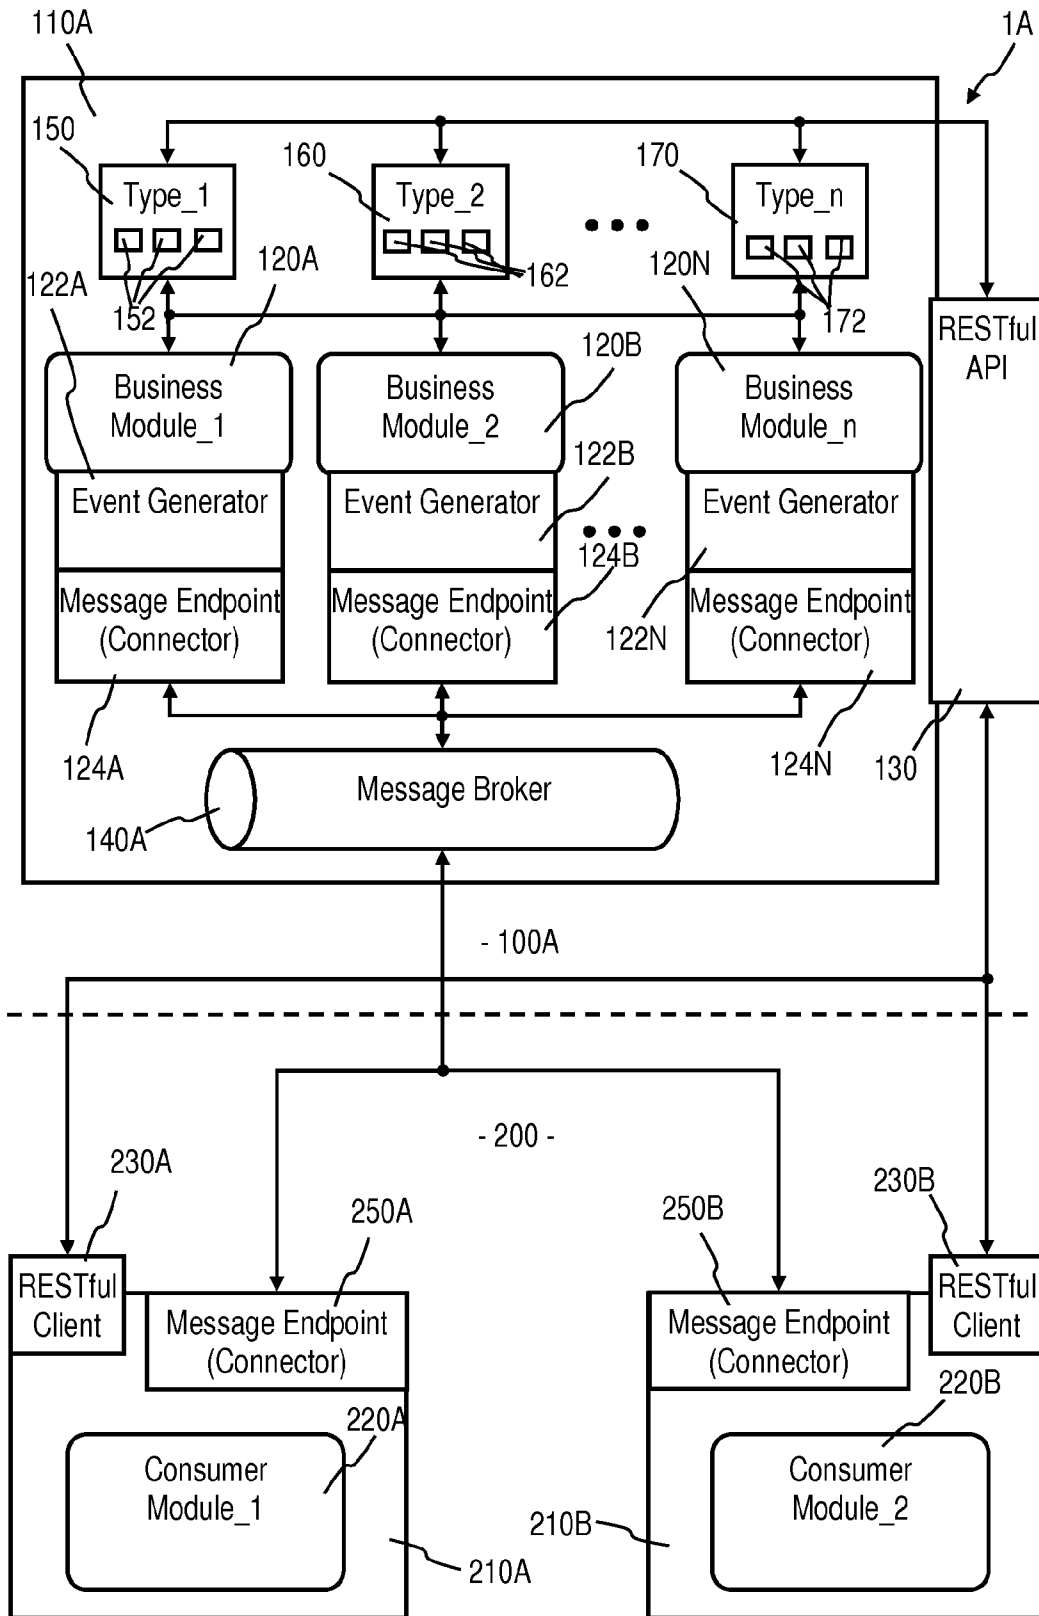 110A
1A
150
160
170
Type_1
Type_2
Type_n
120A
120N
122A
152
162
172
RESTful
API
120B
Business
Module_1
Business
Module_2
Business
Module_n
122B
Event Generator
Event Generator
Event Generator
124B
Message Endpoint
(Connector)
Message Endpoint
(Connector)
122N
Message Endpoint
(Connector)
124A
124N
130
Message Broker
140A
- 100A
- 200 -
230A
250A
250B
230B
RESTful
Client
Message Endpoint
(Connector)
Message Endpoint
(Connector)
RESTful
Client
220A
220B
Consumer
Module_1
Consumer
Module_2
210B
210A